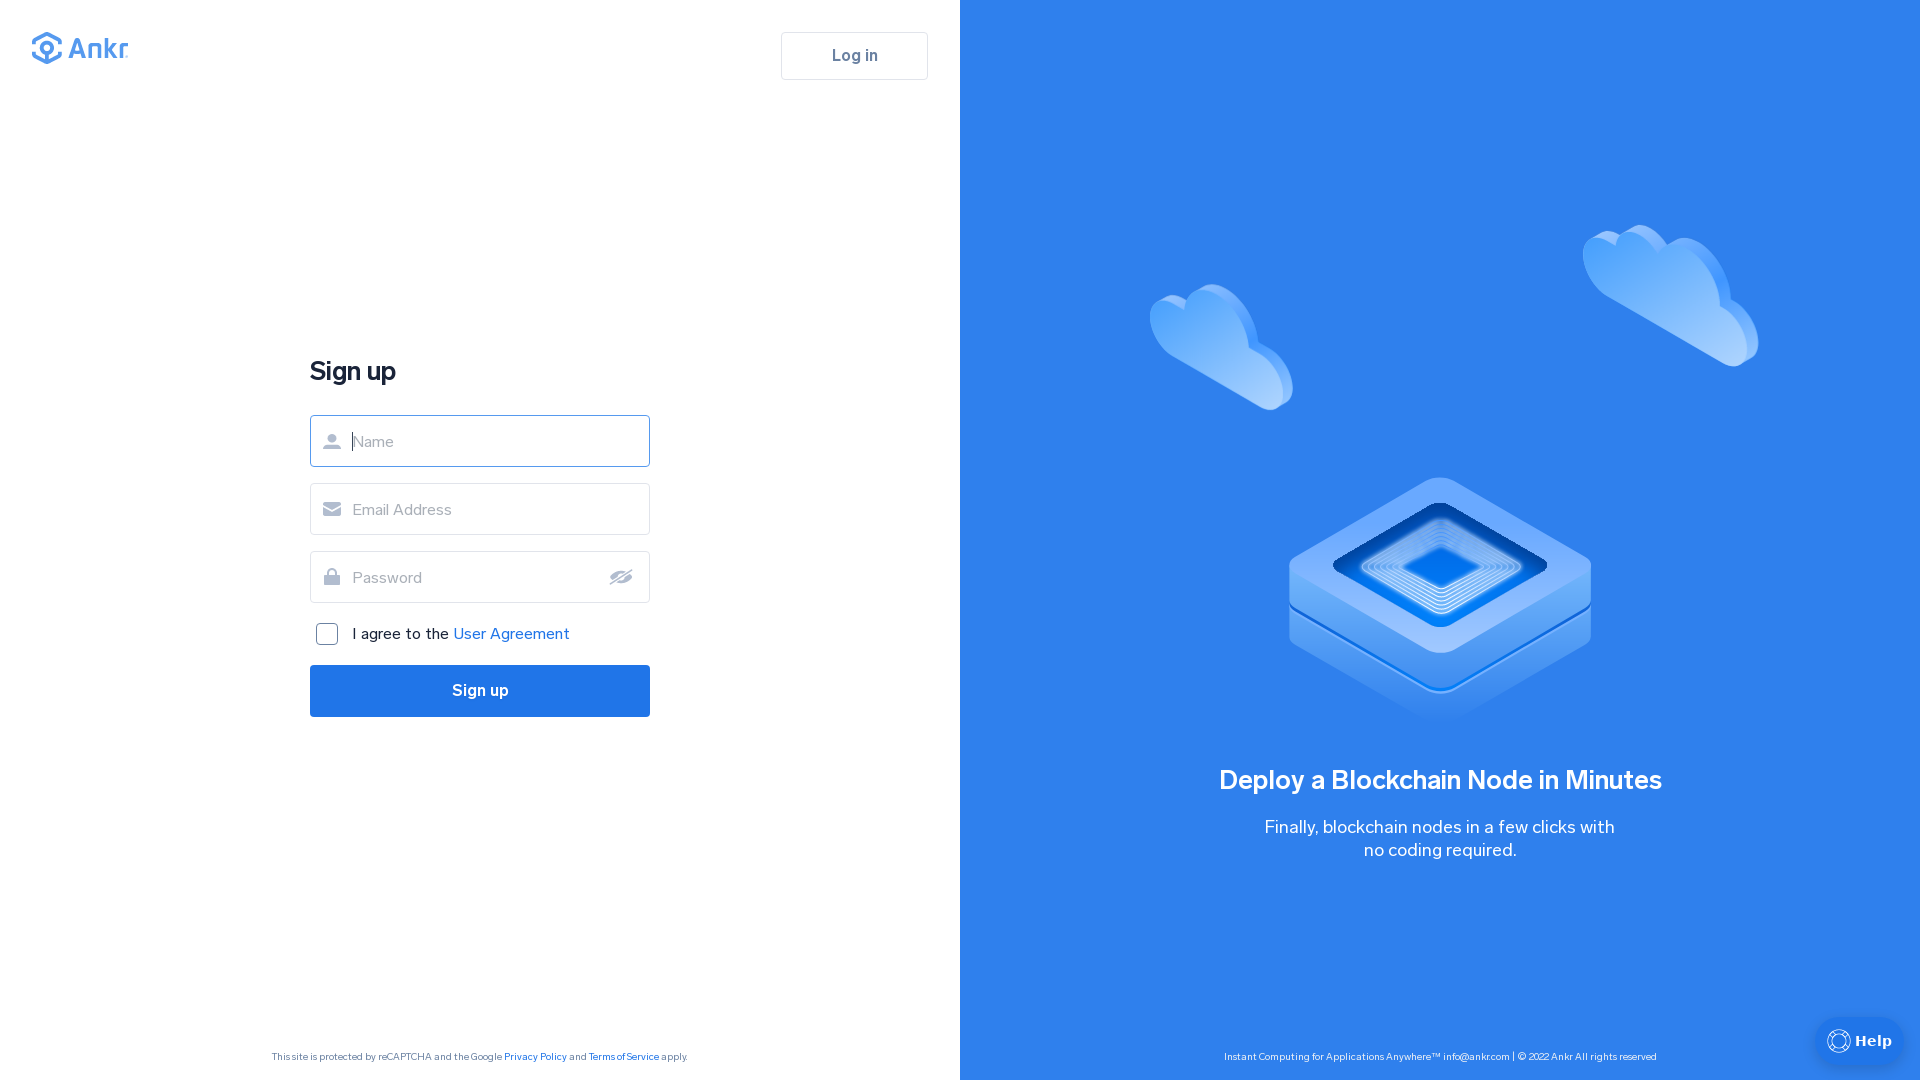 Ankr
Log in
Sign up
Name
Email Address
Password
I agree to the User Agreement
Sign up
This site is protected by reCAPTCHA and the Google Privacy Policy and Terms of Service apply.
Deploy a Blockchain Node in Minutes
Finally, blockchain nodes in a few clicks with
no coding required.
Instant Computing for Applications Anywhere™ info@ankr.com | © 2022 Ankr All rights reserved
Help